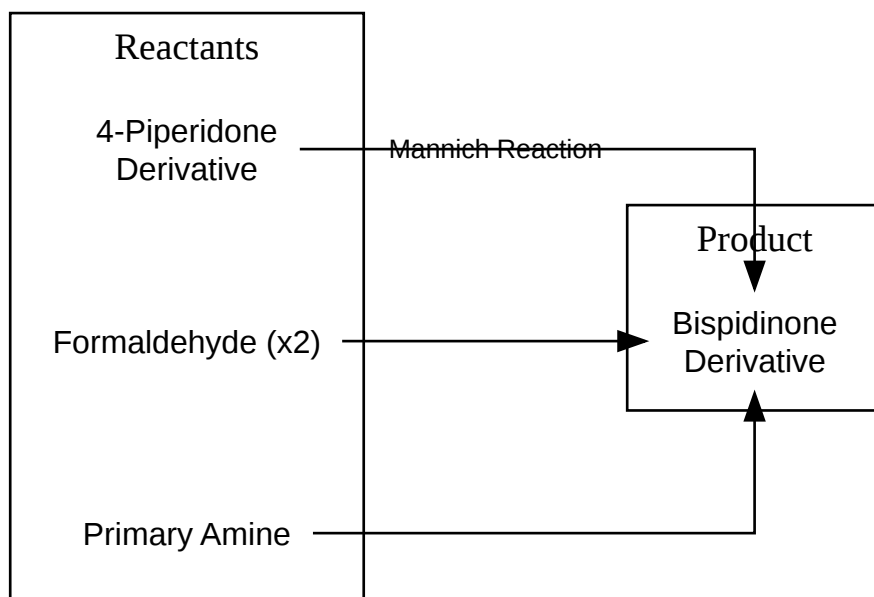 Reactants
4-Piperidone
Derivative
Mannich Reaction
Product
Formaldehyde (x2)
Bispidinone
Derivative
Primary Amine